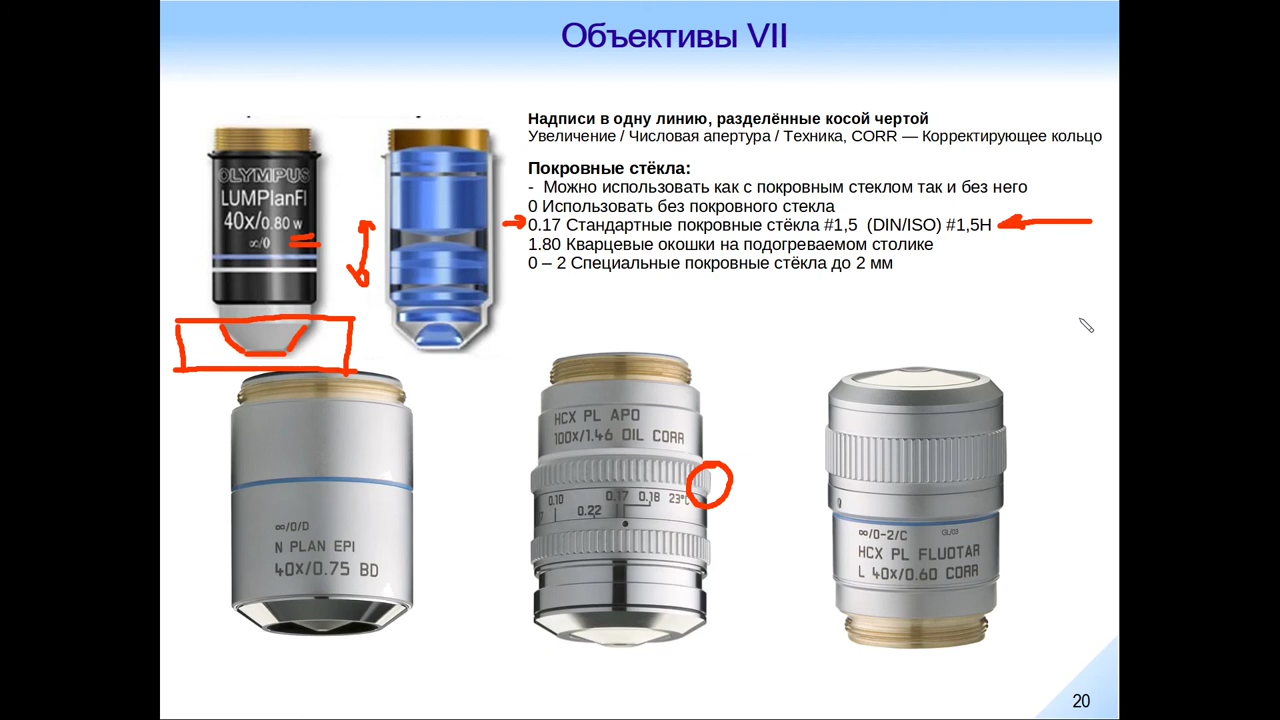 Объективы VII
Надписи в одну линию, разделённые косой чертой
Увеличение / Числовая апертура / Техника, CORR — Корректирующее кольцо
Покровные стёкла:
- Можно использовать как с покровным стеклом так и без него
0 Использовать без покровного стекла
0.17 Стандартные покровные стёкла #1,5 (DIN/ISO) #1,5H
1.80 Кварцевые окошки на подогреваемом столике
0 – 2 Специальные покровные стёкла до 2 мм
OLYMPUS
LUMPlanFl
40x/0.80 w
∞/0
∞/0/D
N PLAN EPI
40X/0.75 BD
HCX PL APO
100X/1.46 OIL CORR
0.10 0.17 0.18 23°C
0.22
∞/0-2/C GL/03
HCX PL FLUOTAR
L 40X/0.60 CORR
20